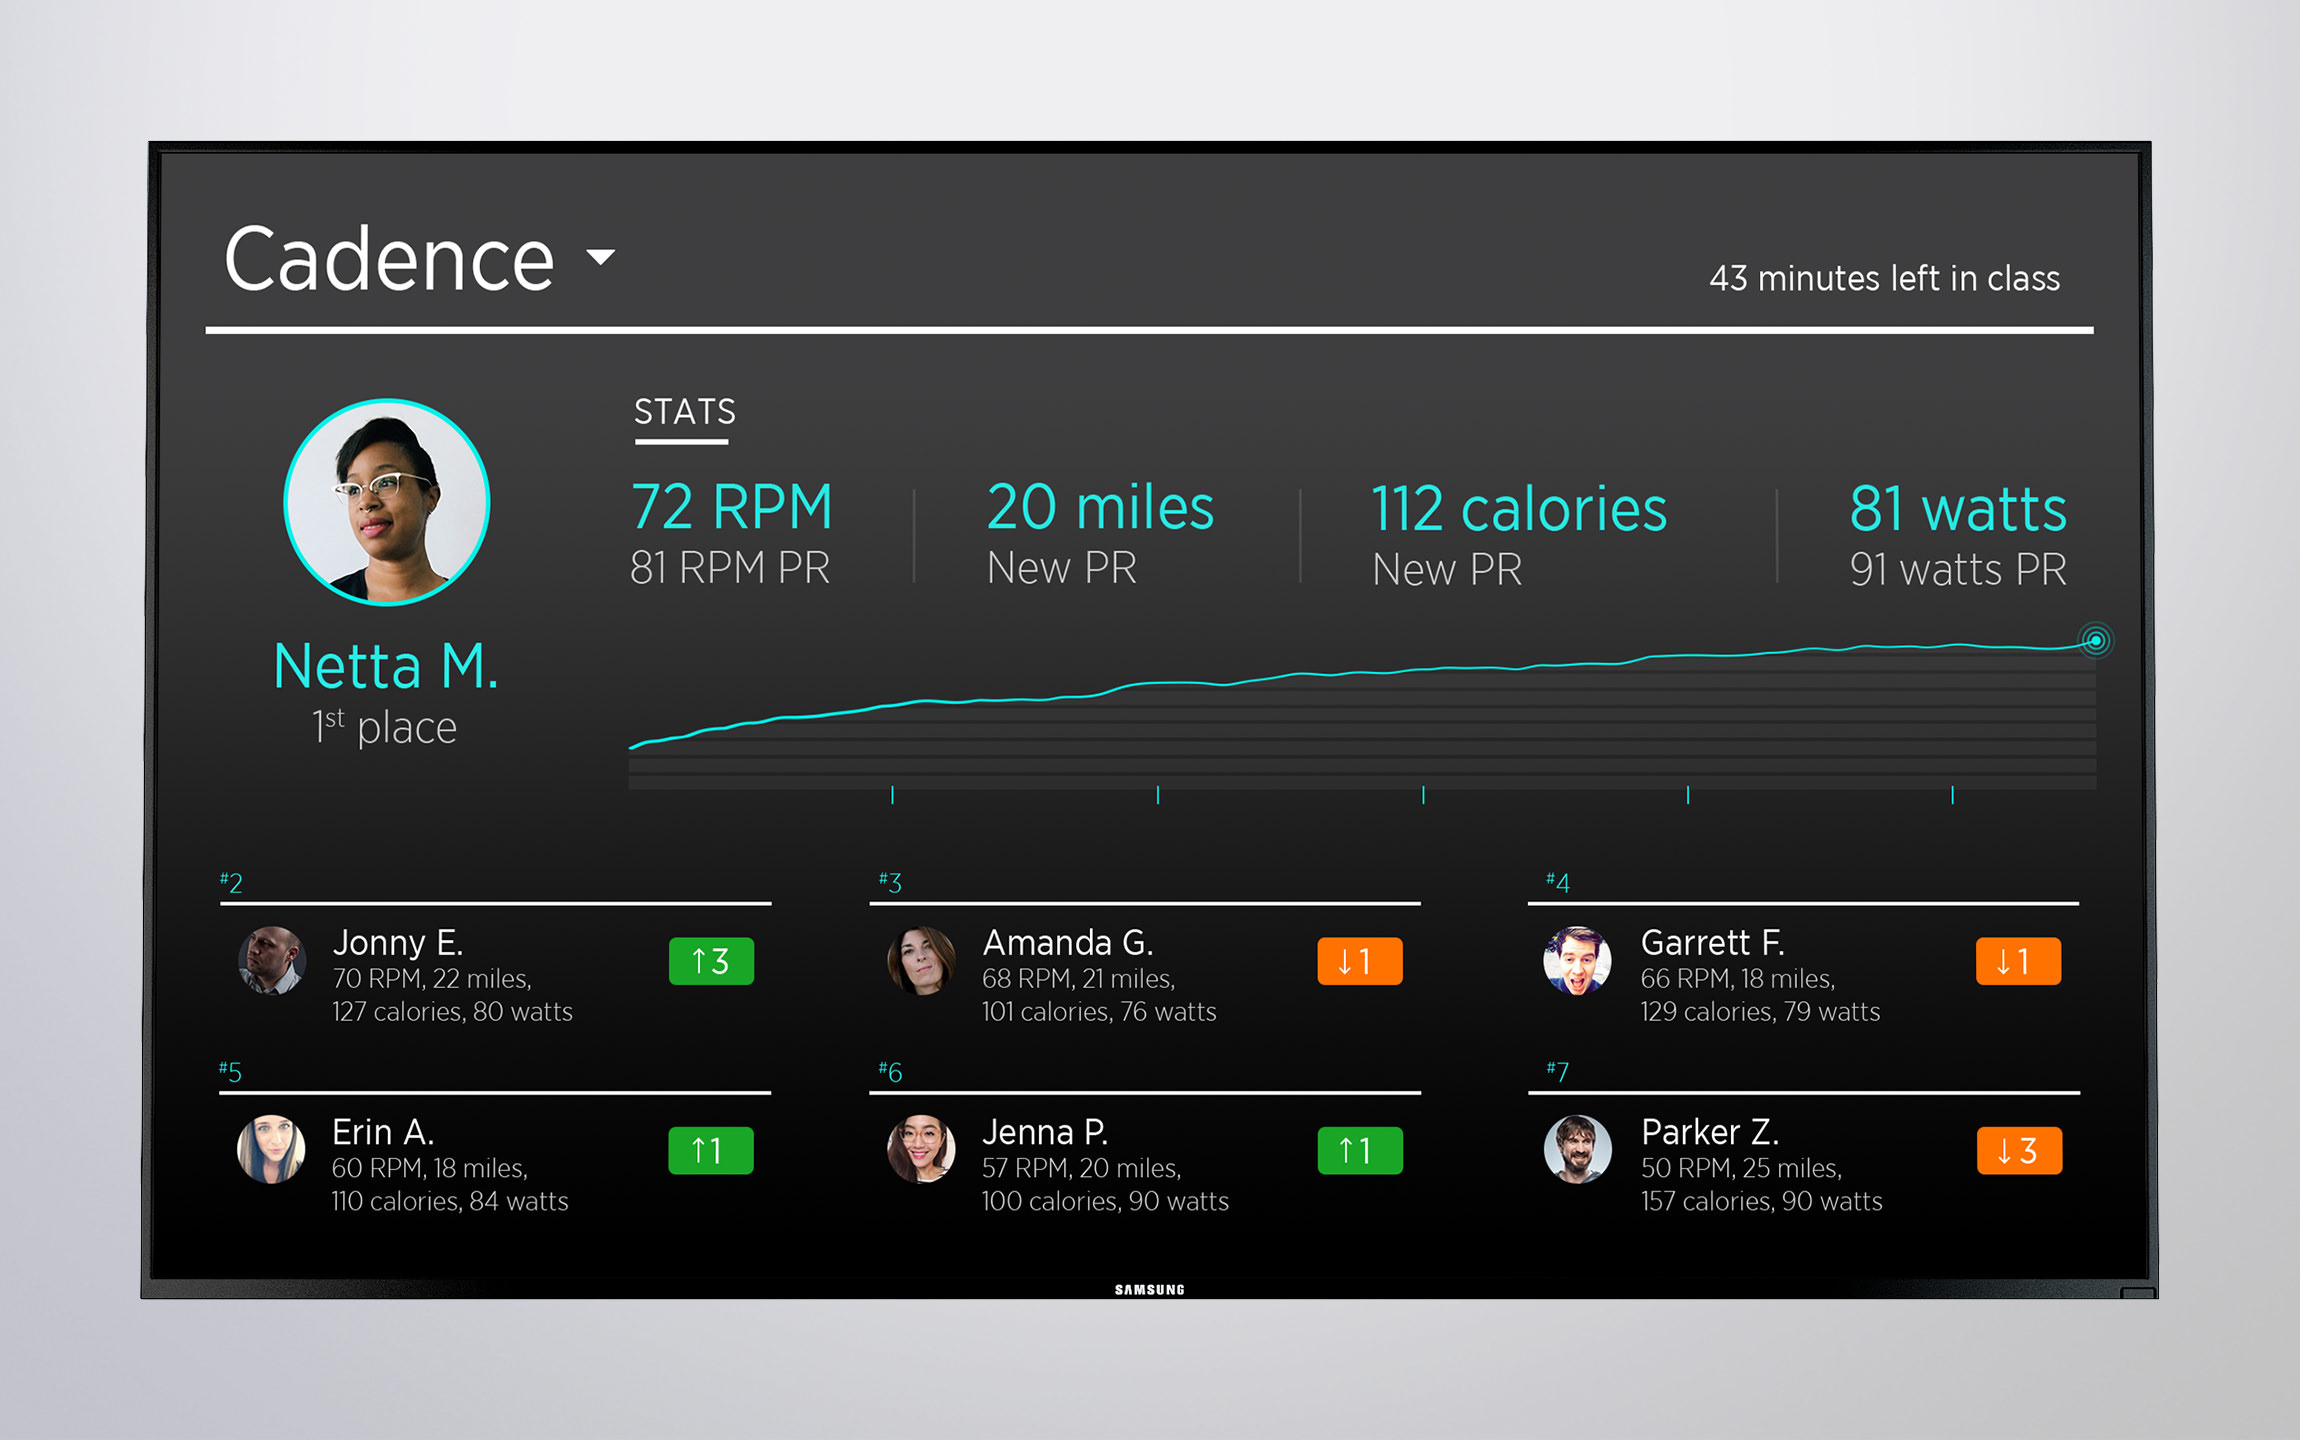 Cadence
43 minutes left in class
STATS
72 RPM
81 RPM PR
20 miles
New PR
112 calories
New PR
81 watts
91 watts PR
Netta M.
1st place
#2
Jonny E.
70 RPM, 22 miles,
127 calories, 80 watts
↑3
#3
Amanda G.
68 RPM, 21 miles,
101 calories, 76 watts
↓1
#4
Garrett F.
66 RPM, 18 miles,
129 calories, 79 watts
↓1
#5
Erin A.
60 RPM, 18 miles,
110 calories, 84 watts
↑1
#6
Jenna P.
57 RPM, 20 miles,
100 calories, 90 watts
↑1
#7
Parker Z.
50 RPM, 25 miles,
157 calories, 90 watts
↓3
SAMSUNG